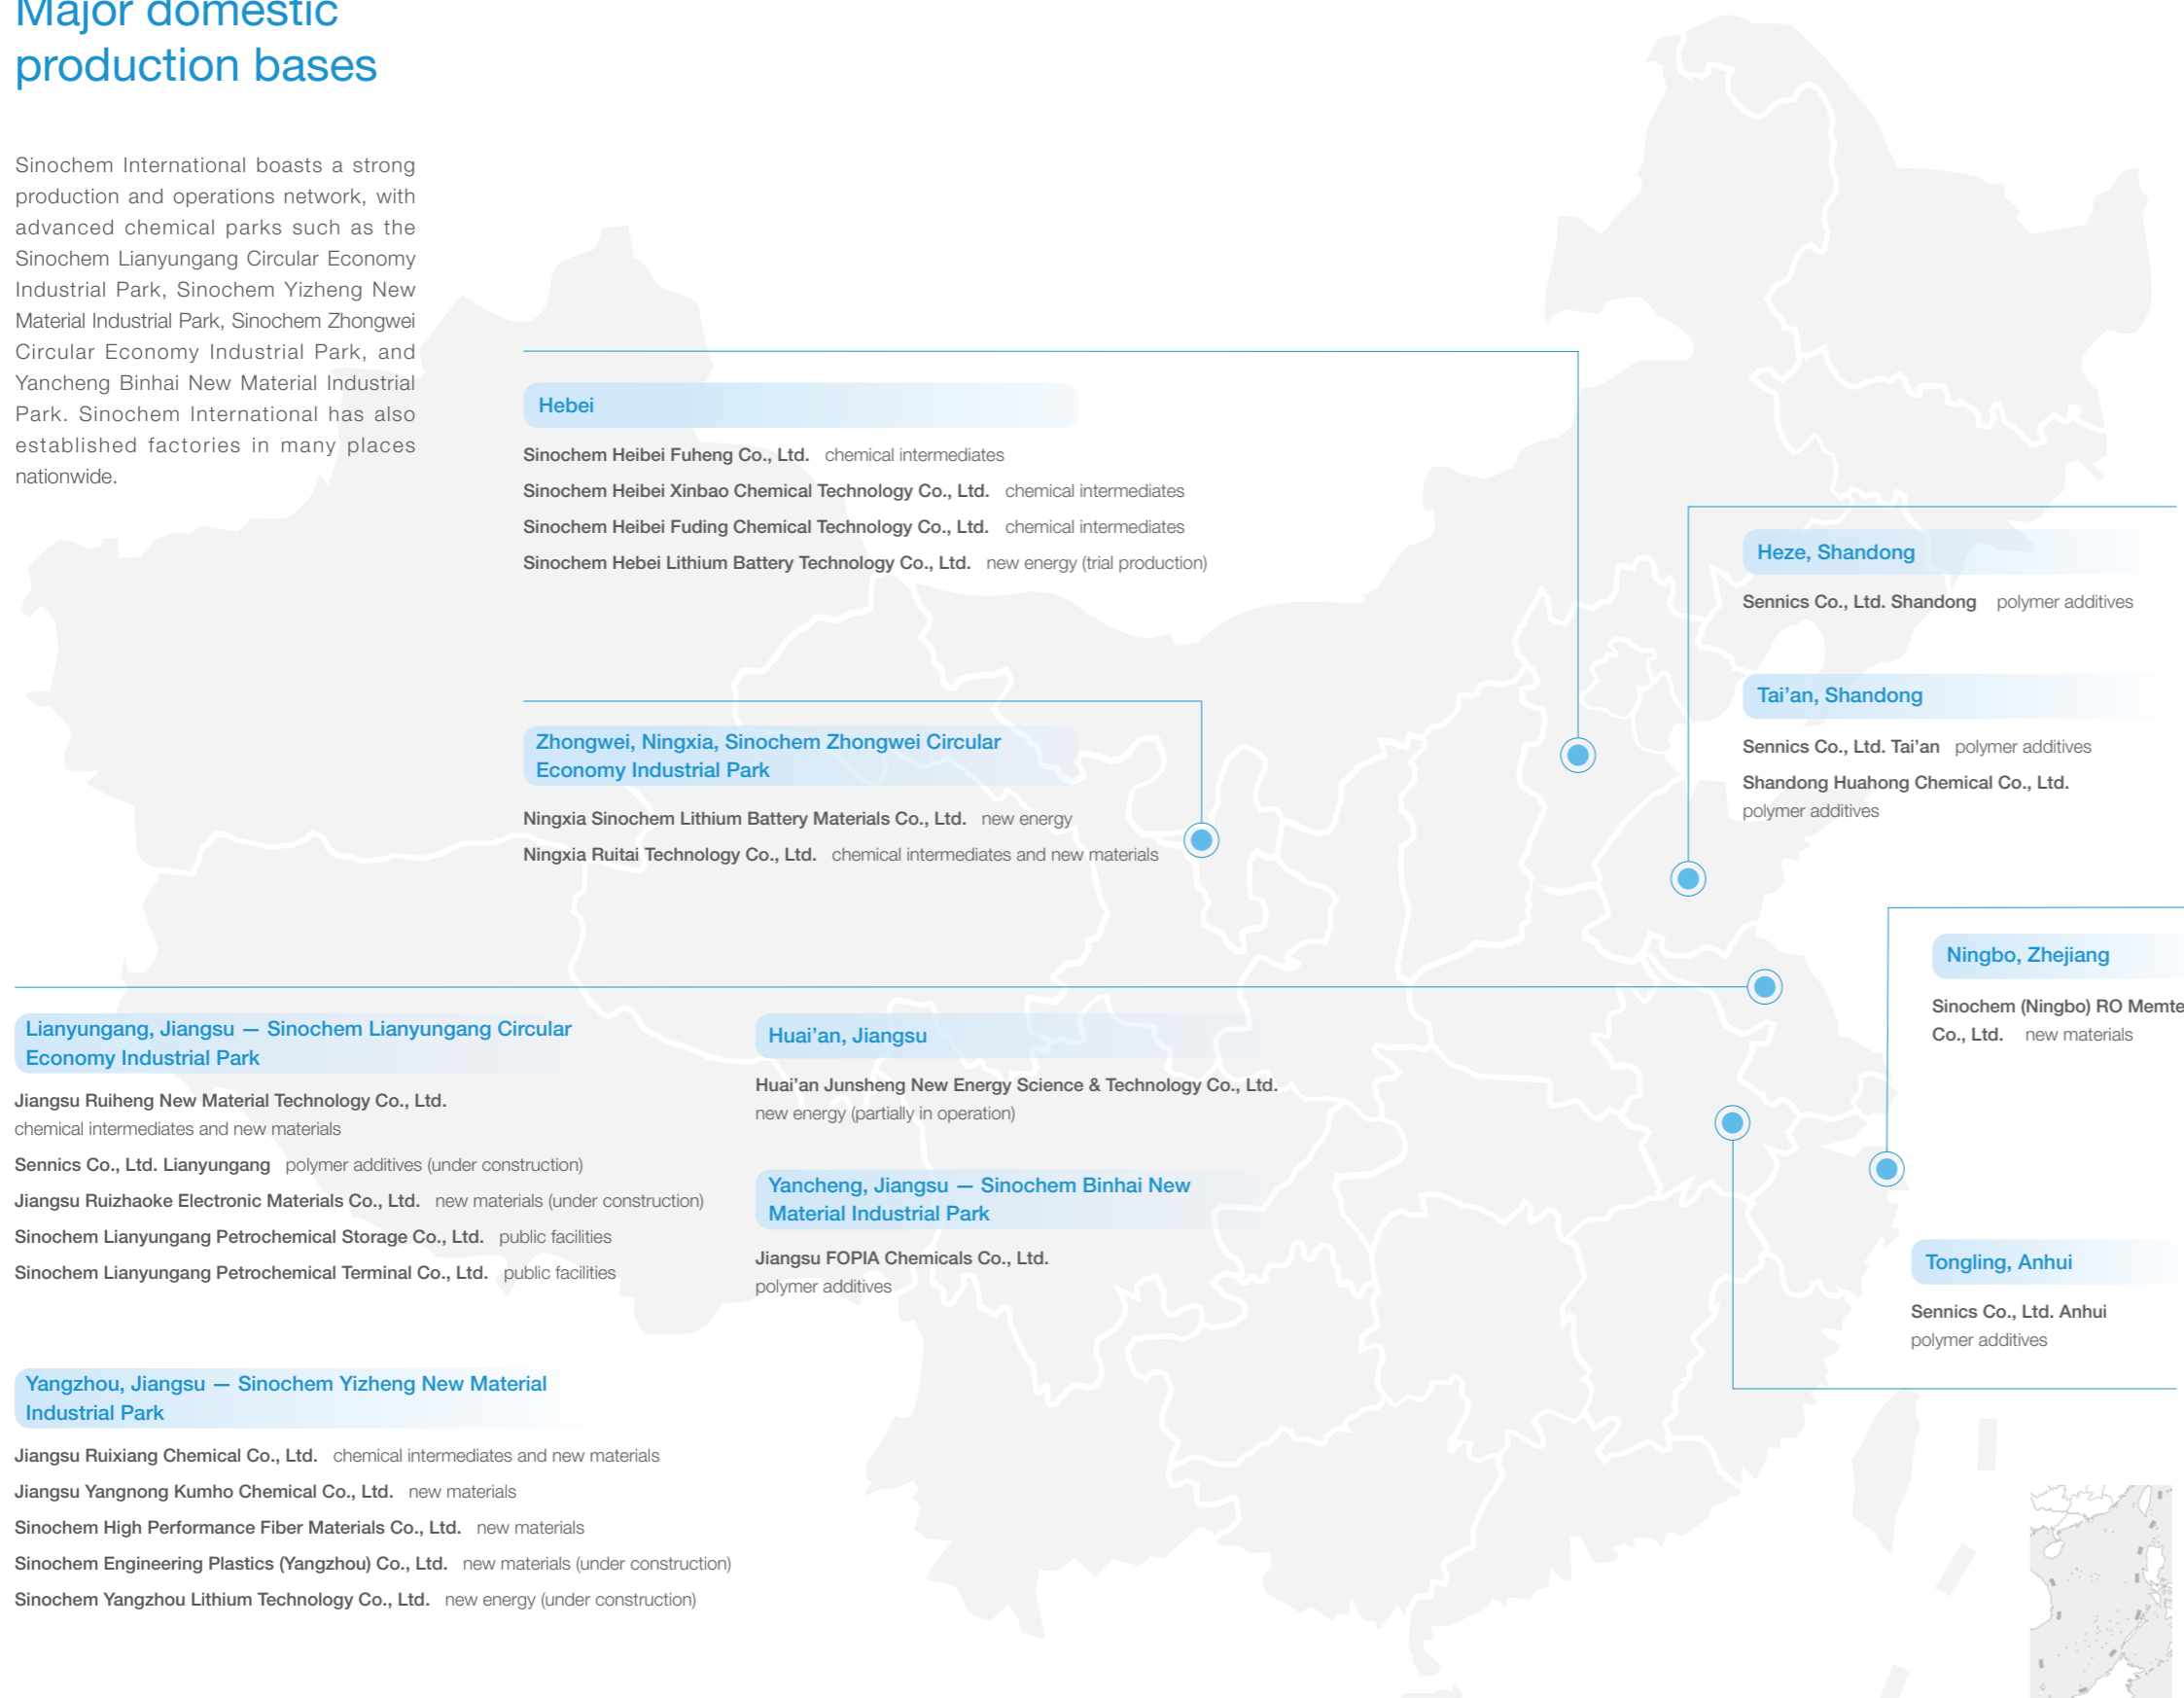 Major domestic
production bases
Sinochem International boasts a strong
production and operations network, with
advanced chemical parks such as the
Sinochem Lianyungang Circular Economy
Industrial Park, Sinochem Yizheng New
Material Industrial Park, Sinochem Zhongwei
Circular Economy Industrial Park, and
Yancheng Binhai New Material Industrial
Park. Sinochem International has also
established factories in many places
nationwide.
Hebei
Sinochem Heibei Fuheng Co., Ltd. chemical intermediates
Sinochem Heibei Xinbao Chemical Technology Co., Ltd. chemical intermediates
Sinochem Heibei Fuding Chemical Technology Co., Ltd. chemical intermediates
Sinochem Hebei Lithium Battery Technology Co., Ltd. new energy (trial production)
Zhongwei, Ningxia, Sinochem Zhongwei Circular
Economy Industrial Park
Ningxia Sinochem Lithium Battery Materials Co., Ltd. new energy
Ningxia Ruitai Technology Co., Ltd. chemical intermediates and new materials
Heze, Shandong
Sennics Co., Ltd. Shandong polymer additives
Tai'an, Shandong
Sennics Co., Ltd. Tai'an polymer additives
Shandong Huahong Chemical Co., Ltd.
polymer additives
Ningbo, Zhejiang
Sinochem (Ningbo) RO Memte
Co., Ltd. new materials
Tongling, Anhui
Sennics Co., Ltd. Anhui
polymer additives
Lianyungang, Jiangsu — Sinochem Lianyungang Circular
Economy Industrial Park
Jiangsu Ruiheng New Material Technology Co., Ltd.
chemical intermediates and new materials
Sennics Co., Ltd. Lianyungang polymer additives (under construction)
Jiangsu Ruizhaoke Electronic Materials Co., Ltd. new materials (under construction)
Sinochem Lianyungang Petrochemical Storage Co., Ltd. public facilities
Sinochem Lianyungang Petrochemical Terminal Co., Ltd. public facilities
Huai'an, Jiangsu
Huai'an Junsheng New Energy Science & Technology Co., Ltd.
new energy (partially in operation)
Yancheng, Jiangsu — Sinochem Binhai New
Material Industrial Park
Jiangsu FOPIA Chemicals Co., Ltd.
polymer additives
Yangzhou, Jiangsu — Sinochem Yizheng New Material
Industrial Park
Jiangsu Ruixiang Chemical Co., Ltd. chemical intermediates and new materials
Jiangsu Yangnong Kumho Chemical Co., Ltd. new materials
Sinochem High Performance Fiber Materials Co., Ltd. new materials
Sinochem Engineering Plastics (Yangzhou) Co., Ltd. new materials (under construction)
Sinochem Yangzhou Lithium Technology Co., Ltd. new energy (under construction)